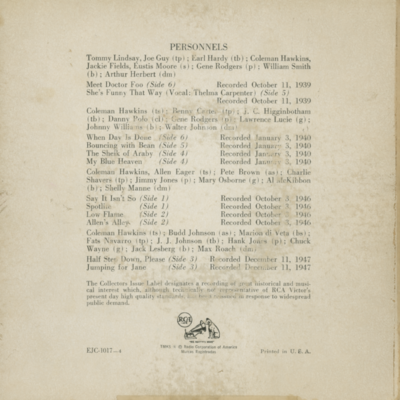 PERSONNELS
Tommy Lindsay, Joe Guy (tp); Earl Hardy (tb); Coleman Hawkins,
Jackie Fields, Eustis Moore (s); Gene Rodgers (p); William Smith
(b); Arthur Herbert (dm)
Meet Doctor Foo (Side 6) Recorded October 11, 1939
She's Funny That Way (Vocal: Thelma Carpenter) (Side 5)
Recorded October 11, 1939
Coleman Hawkins (ts); Benny Carter (tp); J. C. Higginbotham
(tb); Danny Polo (cl); Gene Rodgers (p); Lawrence Lucie (g);
Johnny Williams (b); Walter Johnson (dm)
When Day Is Done (Side 6) Recorded January 3, 1940
Bouncing with Bean (Side 5) Recorded January 3, 1940
The Sheik of Araby (Side 4) Recorded January 3, 1940
My Blue Heaven (Side 4) Recorded January 3, 1940
Coleman Hawkins, Allen Eager (ts); Pete Brown (as); Charlie
Shavers (tp); Jimmy Jones (p); Mary Osborne (g); Al McKibbon
(b); Shelly Manne (dm)
Say It Isn't So (Side 1) Recorded October 3, 1946
Spotlite (Side 1) Recorded October 3, 1946
Low Flame (Side 2) Recorded October 3, 1946
Allen's Alley (Side 2) Recorded October 3, 1946
Coleman Hawkins (ts); Budd Johnson (as); Marion di Veta (bs);
Fats Navarro (tp); J. J. Johnson (tb); Hank Jones (p); Chuck
Wayne (g); Jack Lesberg (b); Max Roach (dm)
Half Step Down, Please (Side 3) Recorded December 11, 1947
Jumping for Jane (Side 3) Recorded December 11, 1947
The Collectors Issue Label designates a recording of great historical and musi-
cal interest which, although technically not representative of RCA Victor's
present day high quality standards, has been issued in response to widespread
public demand.
RCA
EJC-1017—4
Printed in U. S. A.